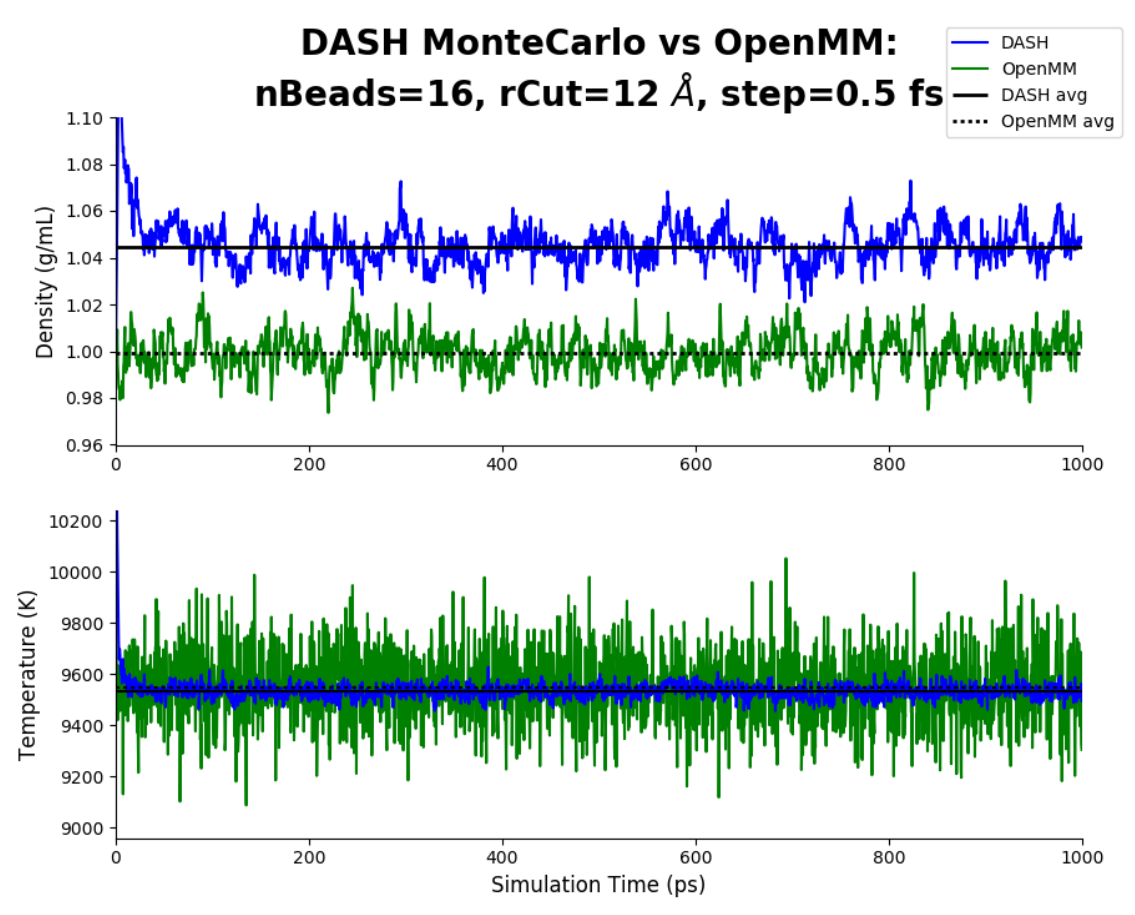 DASH MonteCarlo vs OpenMM:
nBeads=16, rCut=12 Å, step=0.5 fs
DASH
OpenMM
DASH avg
OpenMM avg
Density (g/mL)
1.10
1.08
1.06
1.04
1.02
1.00
0.98
0.96
0 200 400 600 800 1000
Temperature (K)
10200
10000
9800
9600
9400
9200
9000
0 200 400 600 800 1000
Simulation Time (ps)